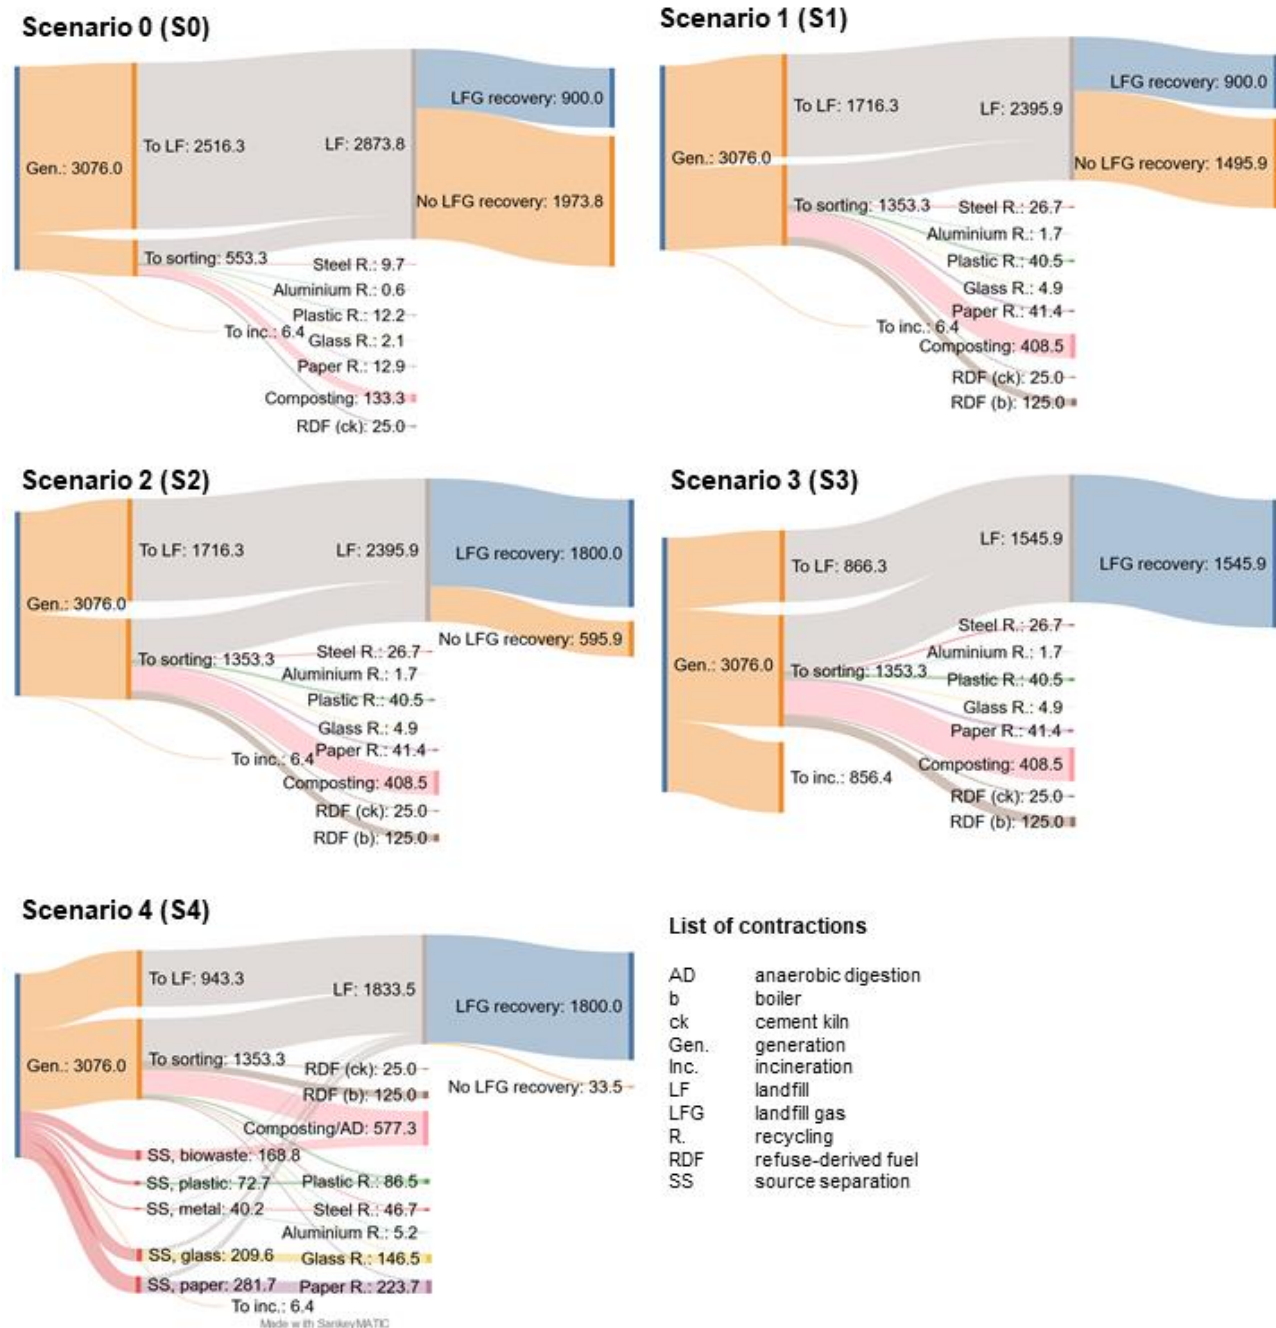 Scenario 0 (S0)
Gen.: 3076.0
To LF: 2516.3
LF: 2873.8
LFG recovery: 900.0
No LFG recovery: 1973.8
To sorting: 553.3
Steel R.: 9.7
Aluminium R.: 0.6
Plastic R.: 12.2
To inc.: 6.4
Glass R.: 2.1
Paper R.: 12.9
Composting: 133.3
RDF (ck): 25.0
Scenario 1 (S1)
Gen.: 3076.0
To LF: 1716.3
LF: 2395.9
LFG recovery: 900.0
No LFG recovery: 1495.9
To sorting: 1353.3
Steel R.: 26.7
Aluminium R.: 1.7
Plastic R.: 40.5
Glass R.: 4.9
Paper R.: 41.4
To inc.: 6.4
Composting: 408.5
RDF (ck): 25.0
RDF (b): 125.0
Scenario 2 (S2)
Gen.: 3076.0
To LF: 1716.3
LF: 2395.9
LFG recovery: 1800.0
No LFG recovery: 595.9
To sorting: 1353.3
Steel R.: 26.7
Aluminium R.: 1.7
Plastic R.: 40.5
Glass R.: 4.9
Paper R.: 41.4
To inc.: 6.4
Composting: 408.5
RDF (ck): 25.0
RDF (b): 125.0
Scenario 3 (S3)
Gen.: 3076.0
To LF: 866.3
LF: 1545.9
LFG recovery: 1545.9
To sorting: 1353.3
Steel R.: 26.7
Aluminium R.: 1.7
Plastic R.: 40.5
Glass R.: 4.9
Paper R.: 41.4
Composting: 408.5
To inc.: 856.4
RDF (ck): 25.0
RDF (b): 125.0
Scenario 4 (S4)
Gen.: 3076.0
To LF: 943.3
LF: 1833.5
LFG recovery: 1800.0
No LFG recovery: 33.5
To sorting: 1353.3
RDF (ck): 25.0
RDF (b): 125.0
Composting/AD: 577.3
SS, biowaste: 168.8
SS, plastic: 72.7
Plastic R.: 86.5
SS, metal: 40.2
Steel R.: 46.7
Aluminium R.: 5.2
SS, glass: 209.6
Glass R.: 146.5
SS, paper: 281.7
Paper R.: 223.7
To inc.: 6.4
Made with SankeyMATIC
List of contractions
AD anaerobic digestion
b boiler
ck cement kiln
Gen. generation
Inc. incineration
LF landfill
LFG landfill gas
R. recycling
RDF refuse-derived fuel
SS source separation